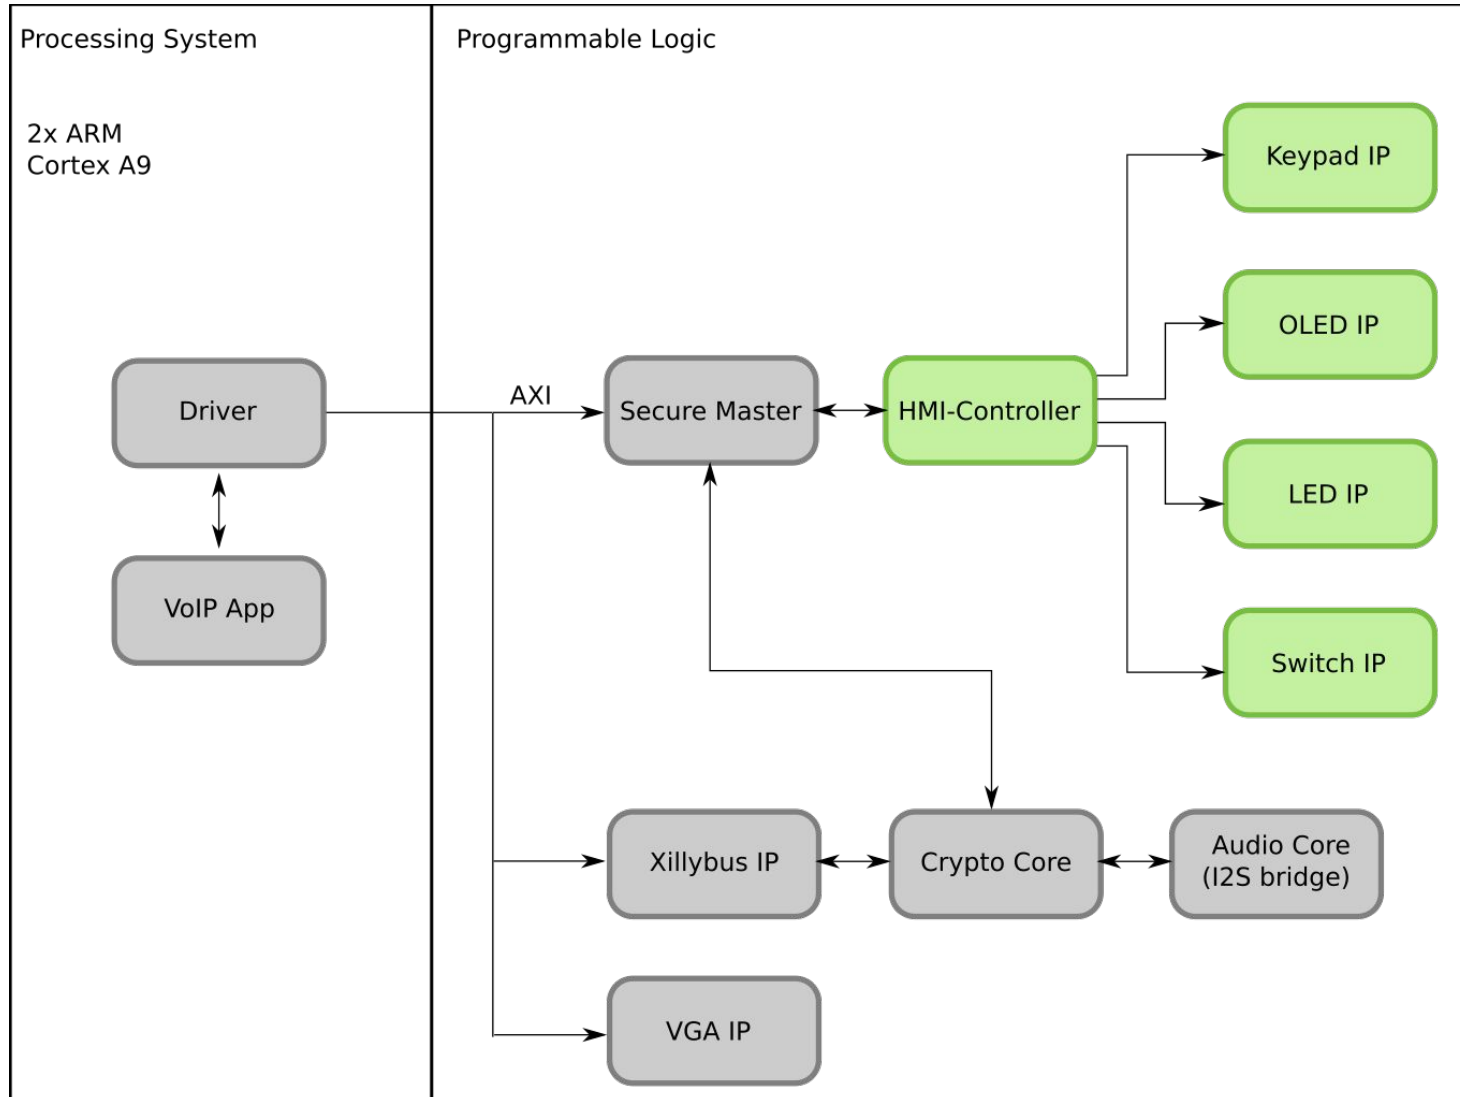 Processing System
Programmable Logic
2x ARM
Cortex A9
Keypad IP
OLED IP
Driver
AXI
Secure Master
HMI-Controller
LED IP
VoIP App
Switch IP
Xillybus IP
Crypto Core
Audio Core
(I2S bridge)
VGA IP